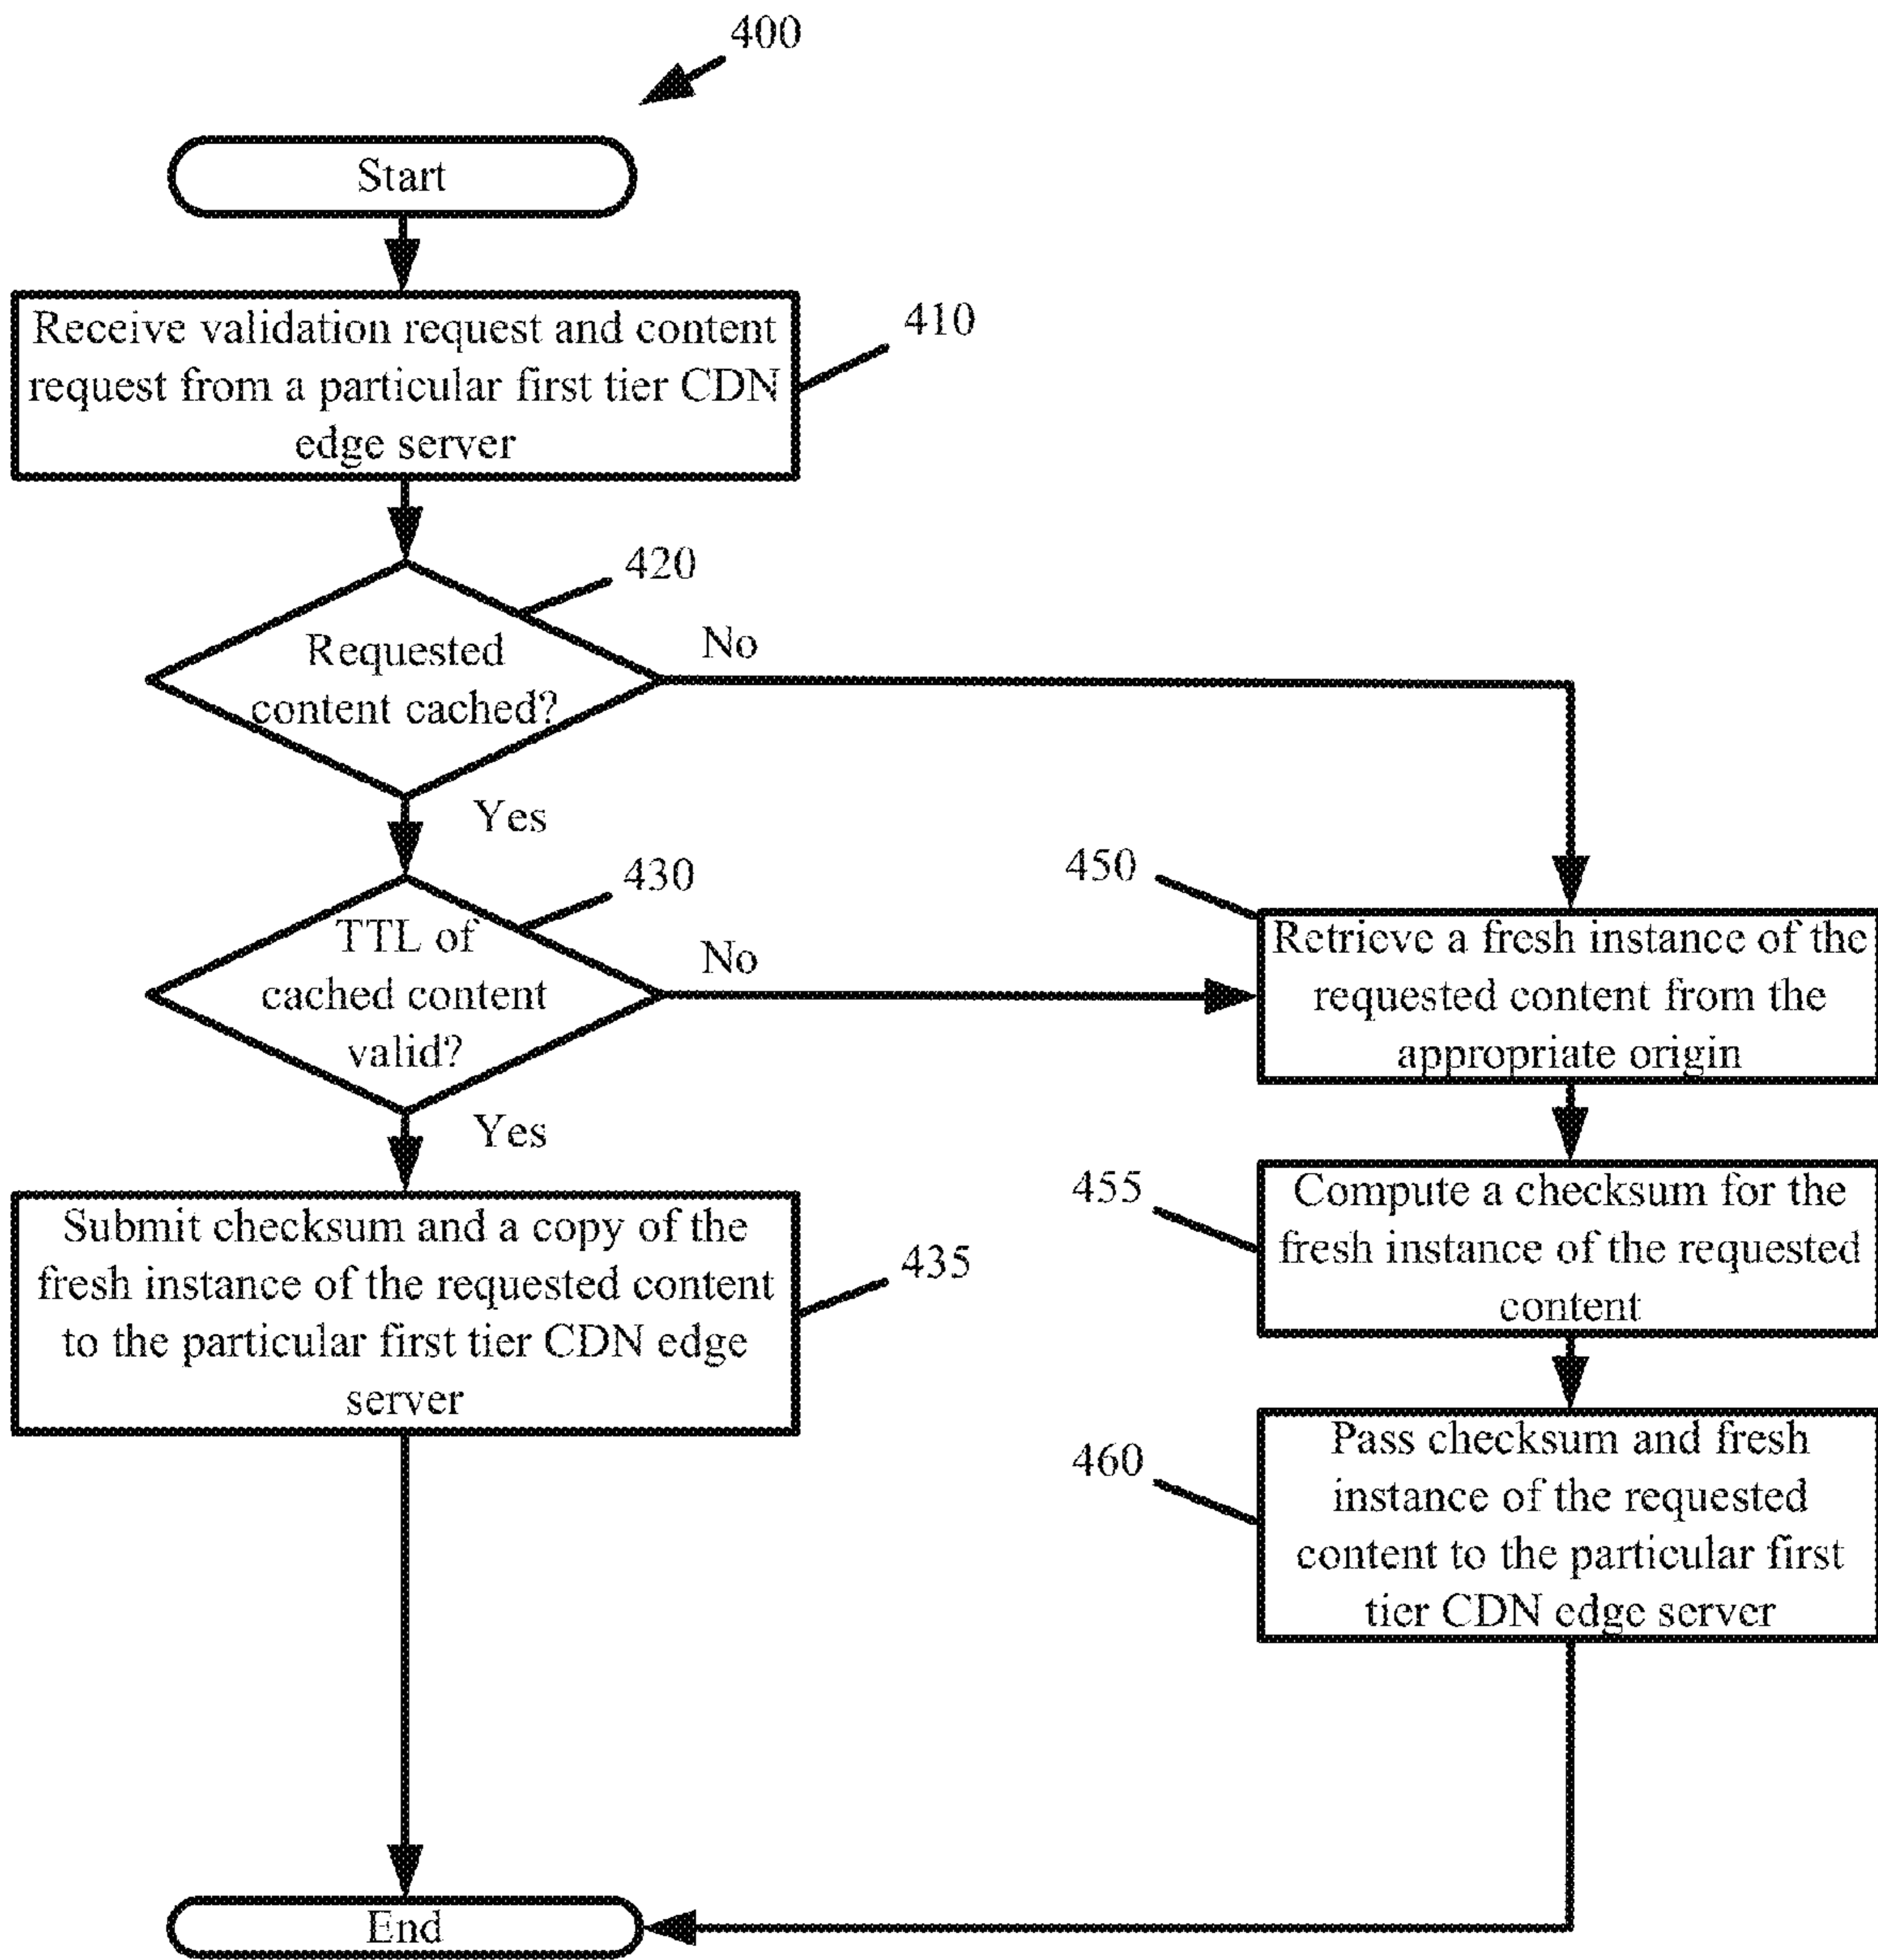 400
Start
Receive validation request and content
request from a particular first tier CDN
edge server
410
420
Requested
content cached?
No
Yes
430
TTL of
cached content
valid?
No
Yes
450
Retrieve a fresh instance of the
requested content from the
appropriate origin
Submit checksum and a copy of the
fresh instance of the requested content
to the particular first tier CDN edge
server
435
455
Compute a checksum for the
fresh instance of the requested
content
460
Pass checksum and fresh
instance of the requested
content to the particular first
tier CDN edge server
End